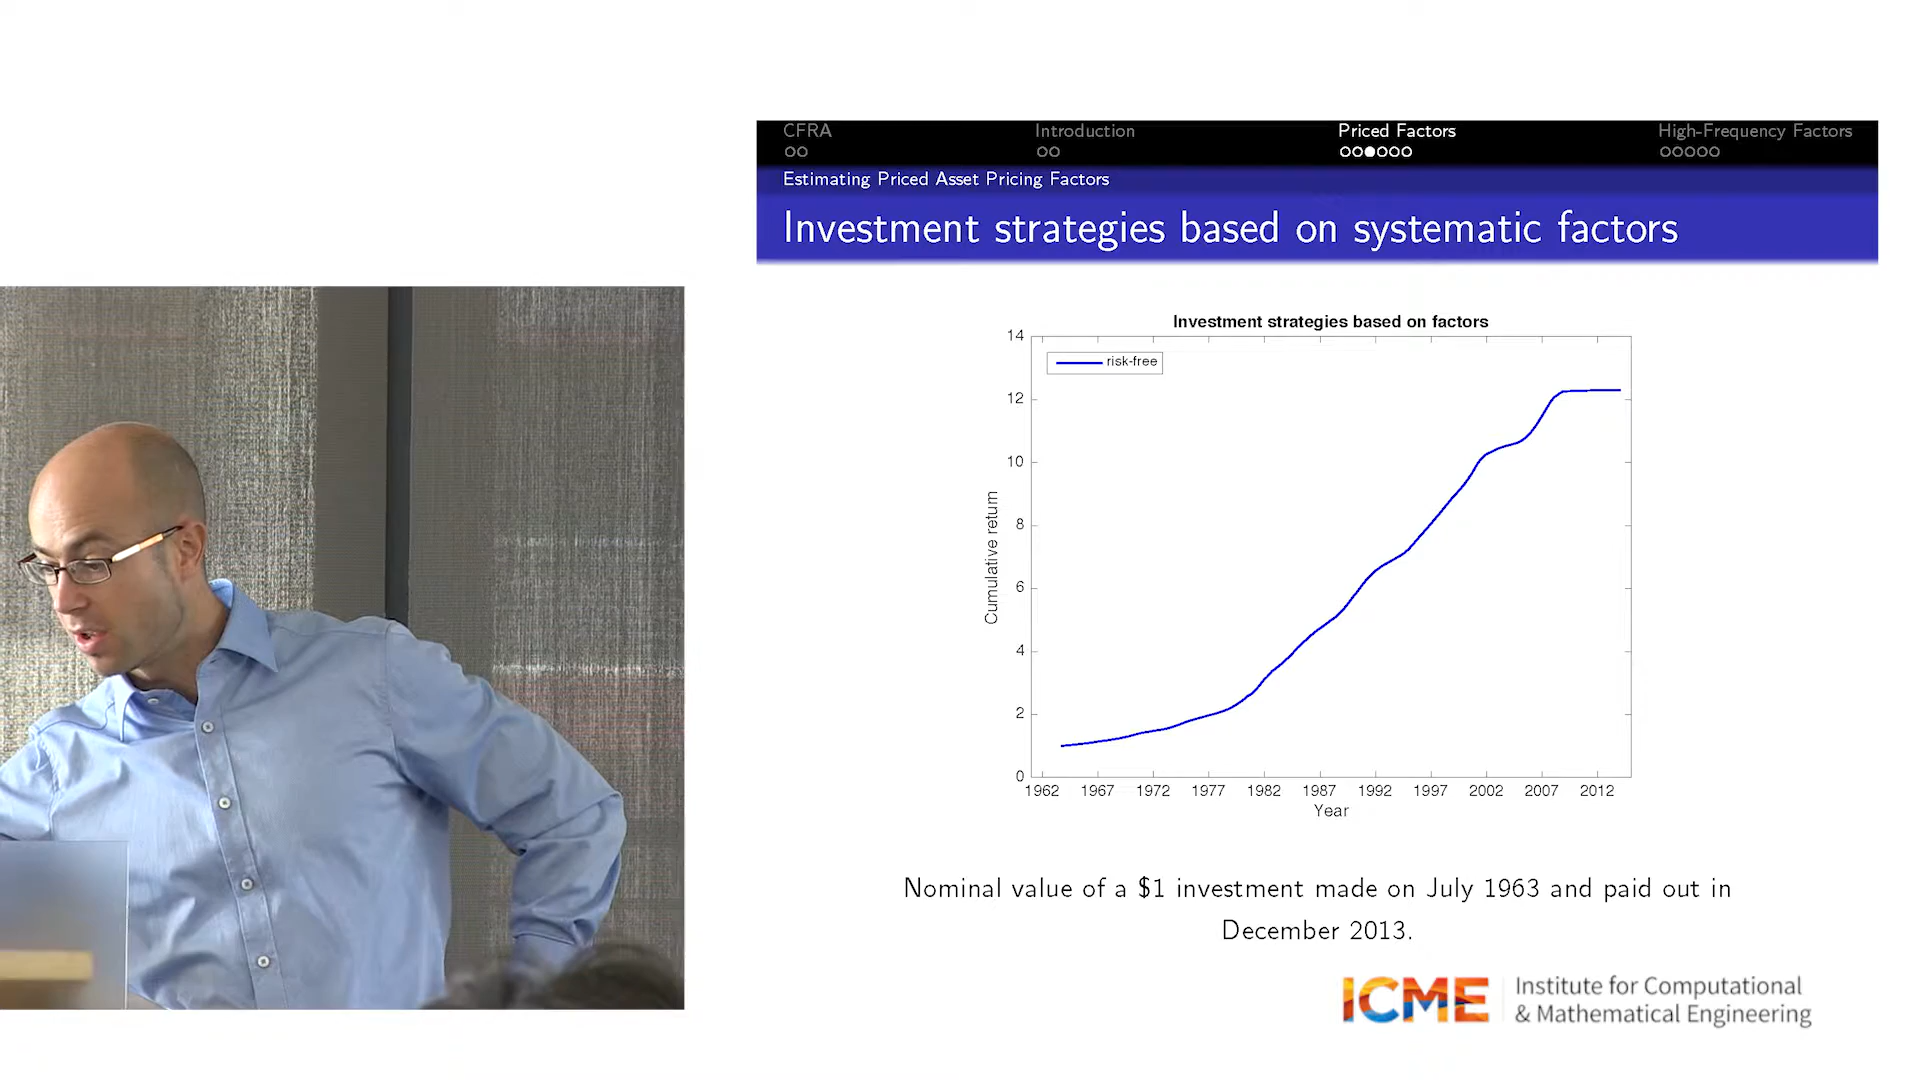 CFRA
Introduction
Priced Factors
High-Frequency Factors
Estimating Priced Asset Pricing Factors
Investment strategies based on systematic factors
Investment strategies based on factors
risk-free
14
12
10
8
6
4
2
0
Cumulative return
1962 1967 1972 1977 1982 1987 1992 1997 2002 2007 2012
Year
Nominal value of a $1 investment made on July 1963 and paid out in
December 2013.
ICME
Institute for Computational
& Mathematical Engineering